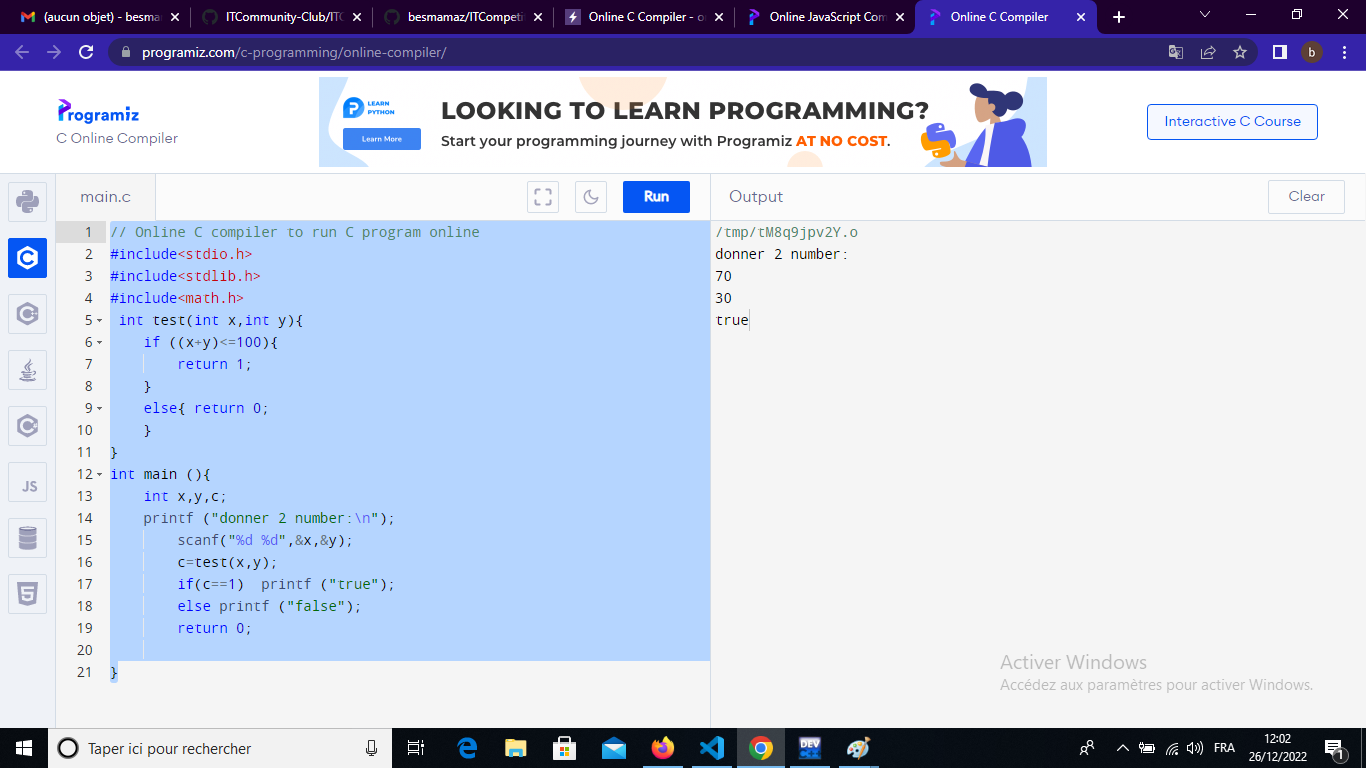 (aucun objet) - besma
ITCommunity-Club/ITC
besmamaz/ITCompeti
Online C Compiler - o
Online JavaScript Com
Online C Compiler
programiz.com/c-programming/online-compiler/
b
Programiz
C Online Compiler
LEARN
PYTHON
Learn More
LOOKING TO LEARN PROGRAMMING?
Start your programming journey with Programiz AT NO COST.
Interactive C Course
main.c
Run
Output
Clear
1 // Online C compiler to run C program online
2 #include<stdio.h>
3 #include<stdlib.h>
4 #include<math.h>
5 int test(int x,int y){
6 if ((x+y)<=100){
7 return 1;
8 }
9 else{ return 0;
10 }
11 }
12 int main (){
13 int x,y,c;
14 printf ("donner 2 number:\n");
15 scanf("%d %d",&x,&y);
16 c=test(x,y);
17 if(c==1)  printf ("true");
18 else printf ("false");
19 return 0;
20
21 }
/tmp/tM8q9jpv2Y.o
donner 2 number:
70
30
true
JS
Activer Windows
Accédez aux paramètres pour activer Windows.
Taper ici pour rechercher
DEV
FRA
12:02
26/12/2022
1